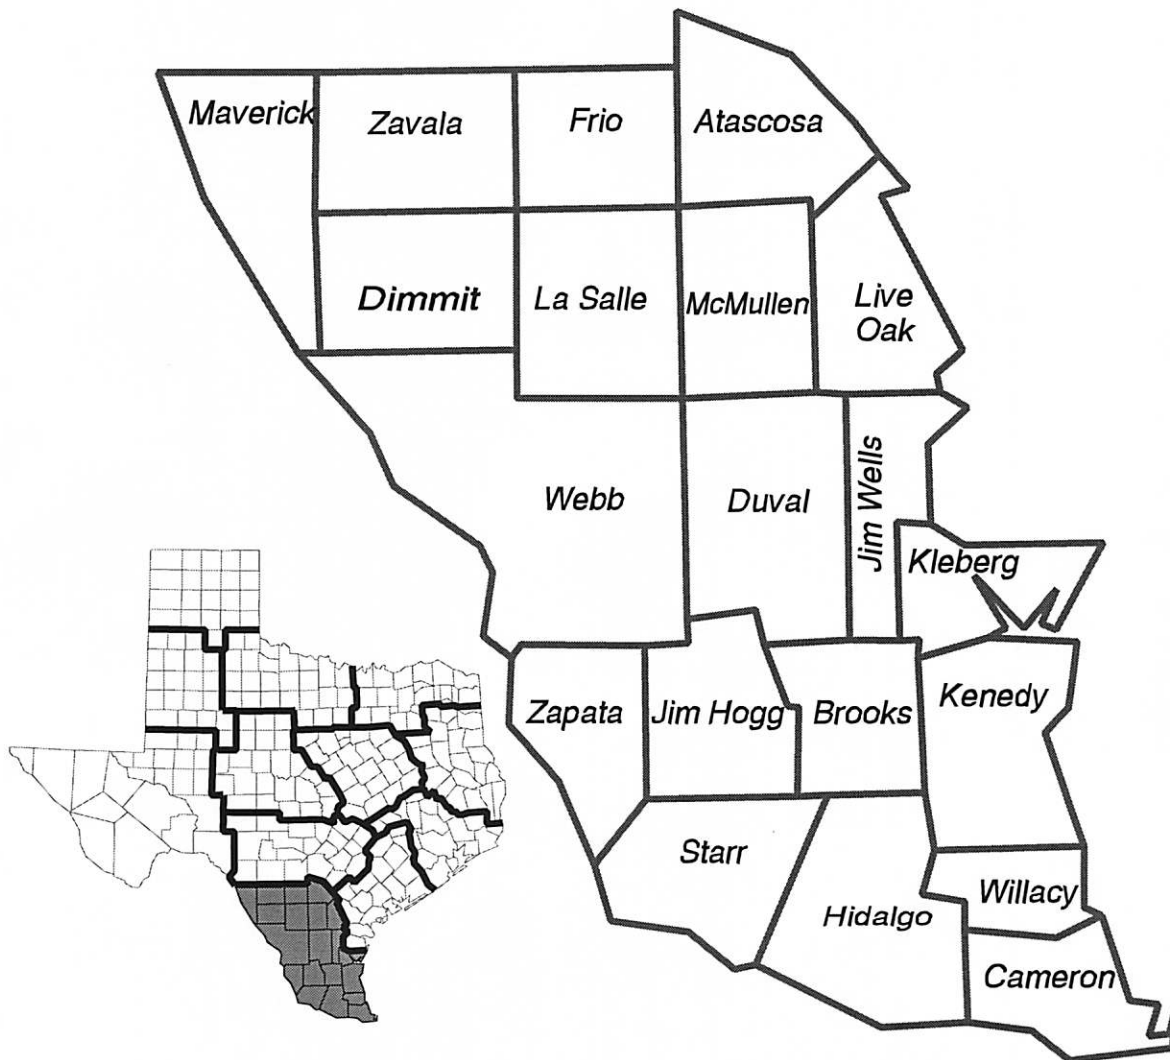 Maverick
Zavala
Frio
Atascosa
Dimmit
La Salle
McMullen
Live
Oak
Webb
Duval
Jim Wells
Kleberg
Zapata
Jim Hogg
Brooks
Kenedy
Starr
Hidalgo
Willacy
Cameron